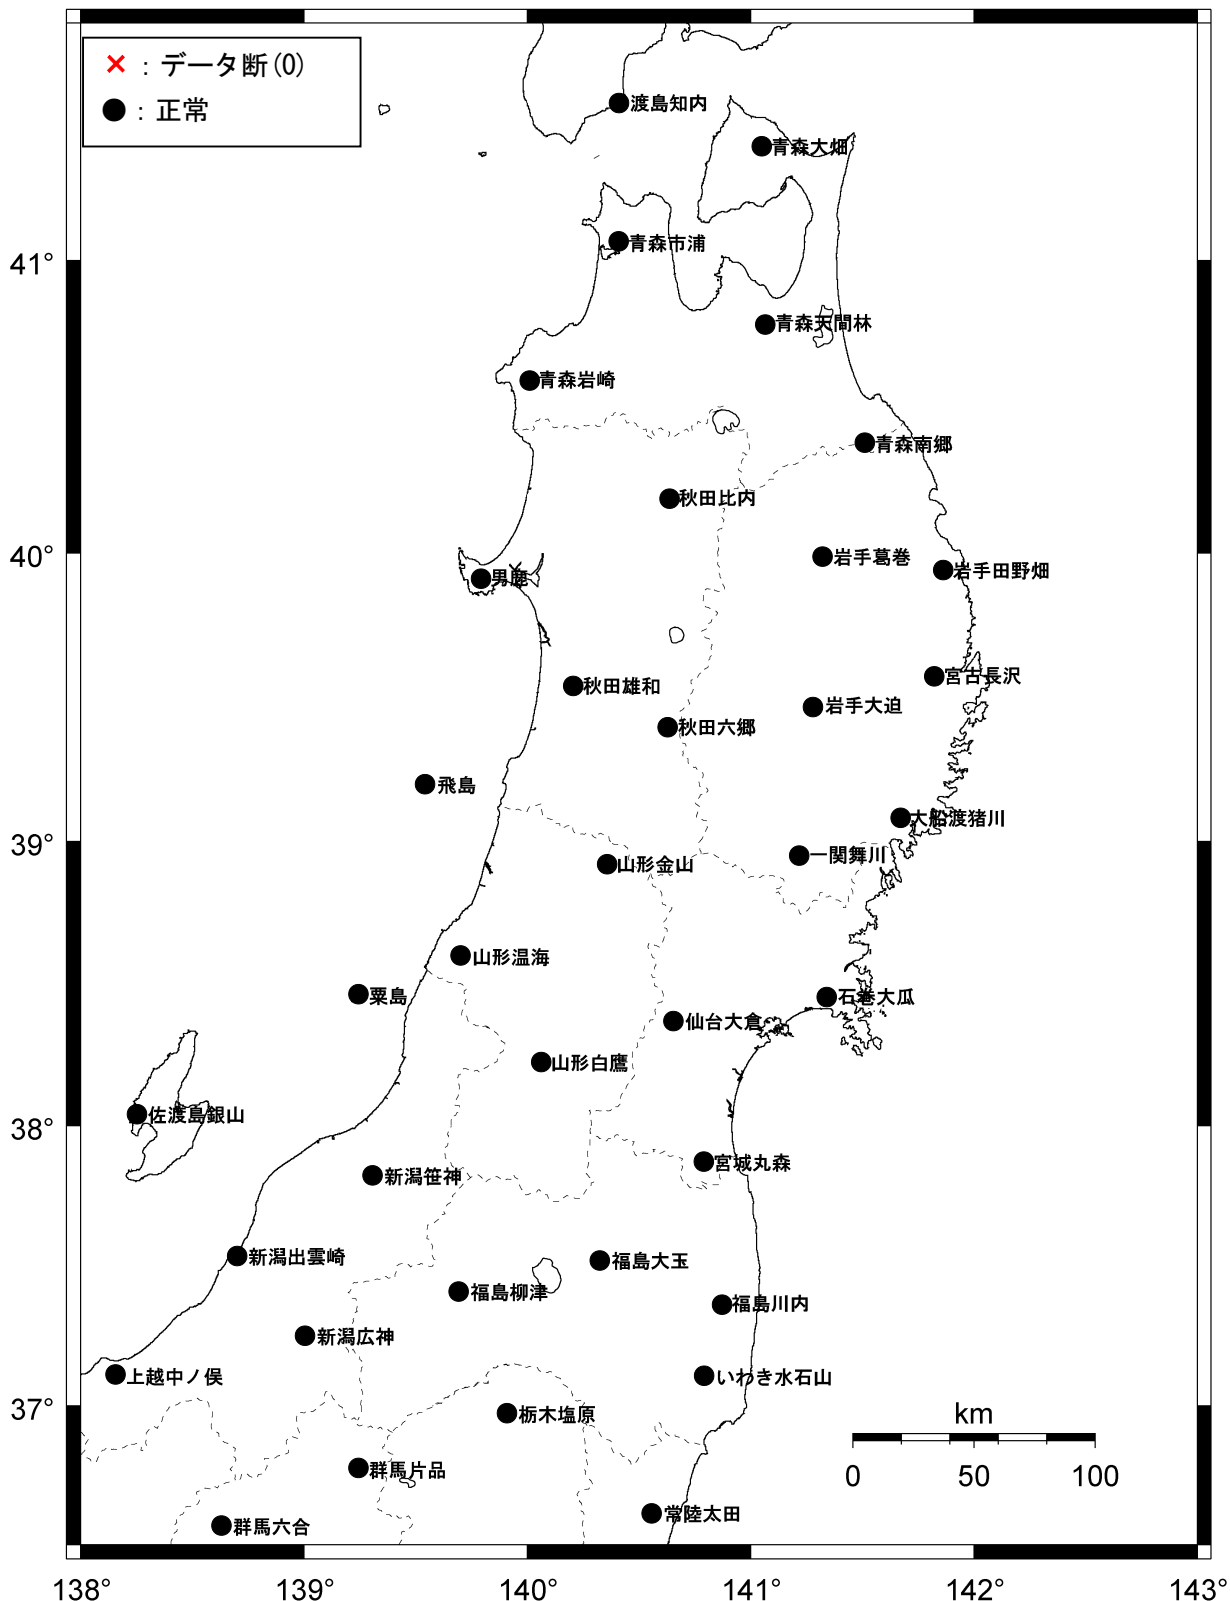 ×：データ断(0)
●：正常
渡島知内
青森大畑
青森市浦
41°
青森天間林
青森岩崎
青森南郷
秋田比内
40°
岩手葛巻
岩手田野畑
男鹿
宮古長沢
秋田雄和
岩手大迫
秋田六郷
飛島
大船渡猪川
39°
一関舞川
山形金山
山形温海
粟島
石巻大瓜
仙台大倉
山形白鷹
佐渡島銀山
38°
宮城丸森
新潟笹神
新潟出雲崎
福島大玉
福島柳津
福島川内
新潟広神
上越中ノ俣
いわき水石山
37°
栃木塩原
km
0 50 100
群馬片品
常陸太田
群馬六合
138° 139° 140° 141° 142° 143°